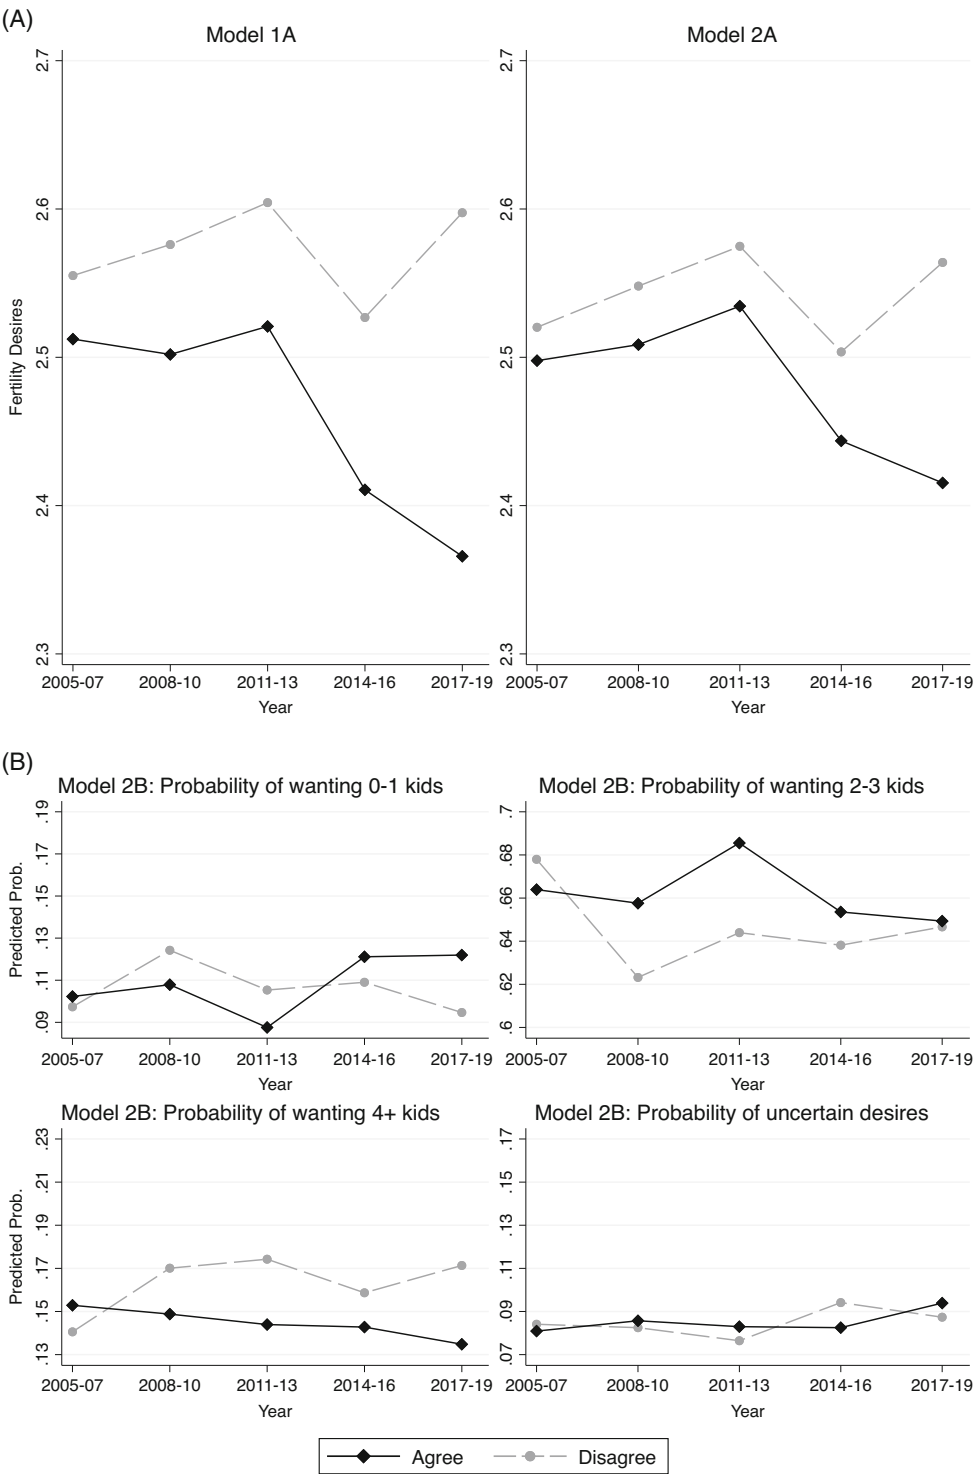 (A)
Model 1A
Model 2A
Fertility Desires
2.7
2.6
2.5
2.4
2.3
2005-07 2008-10 2011-13 2014-16 2017-19
Year
2.7
2.6
2.5
2.4
2.3
2005-07 2008-10 2011-13 2014-16 2017-19
Year
(B)
Model 2B: Probability of wanting 0-1 kids
Predicted Prob.
.19
.17
.15
.13
.11
.09
2005-07 2008-10 2011-13 2014-16 2017-19
Year
Model 2B: Probability of wanting 2-3 kids
.7
.68
.66
.64
.62
.6
2005-07 2008-10 2011-13 2014-16 2017-19
Year
Model 2B: Probability of wanting 4+ kids
Predicted Prob.
.23
.21
.19
.17
.15
.13
2005-07 2008-10 2011-13 2014-16 2017-19
Year
Model 2B: Probability of uncertain desires
.17
.15
.13
.11
.09
.07
2005-07 2008-10 2011-13 2014-16 2017-19
Year
Agree Disagree